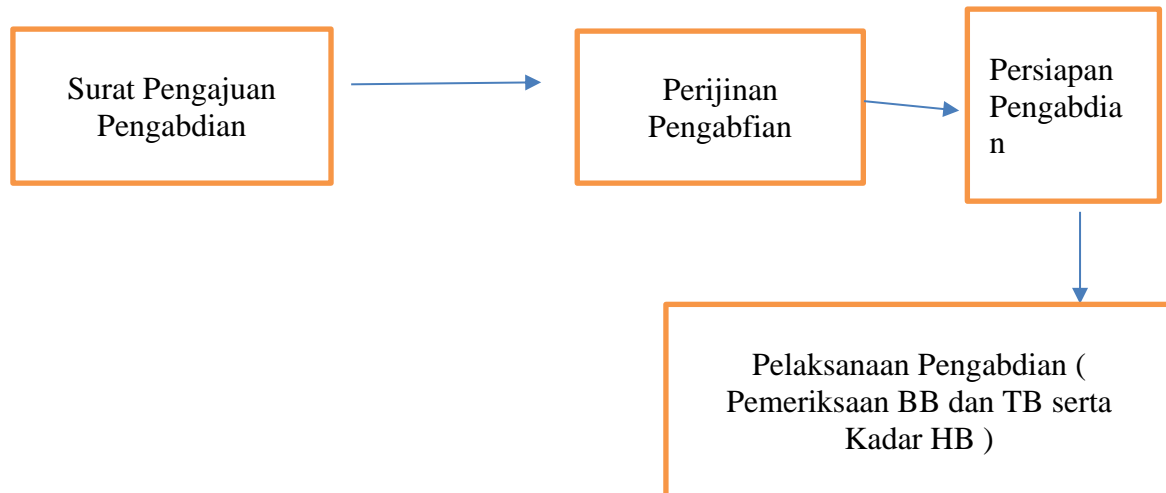 Surat Pengajuan
Pengabdian
Perijinan
Pengabfian
Persiapan
Pengabdia
n
Pelaksanaan Pengabdian (
Pemeriksaan BB dan TB serta
Kadar HB )